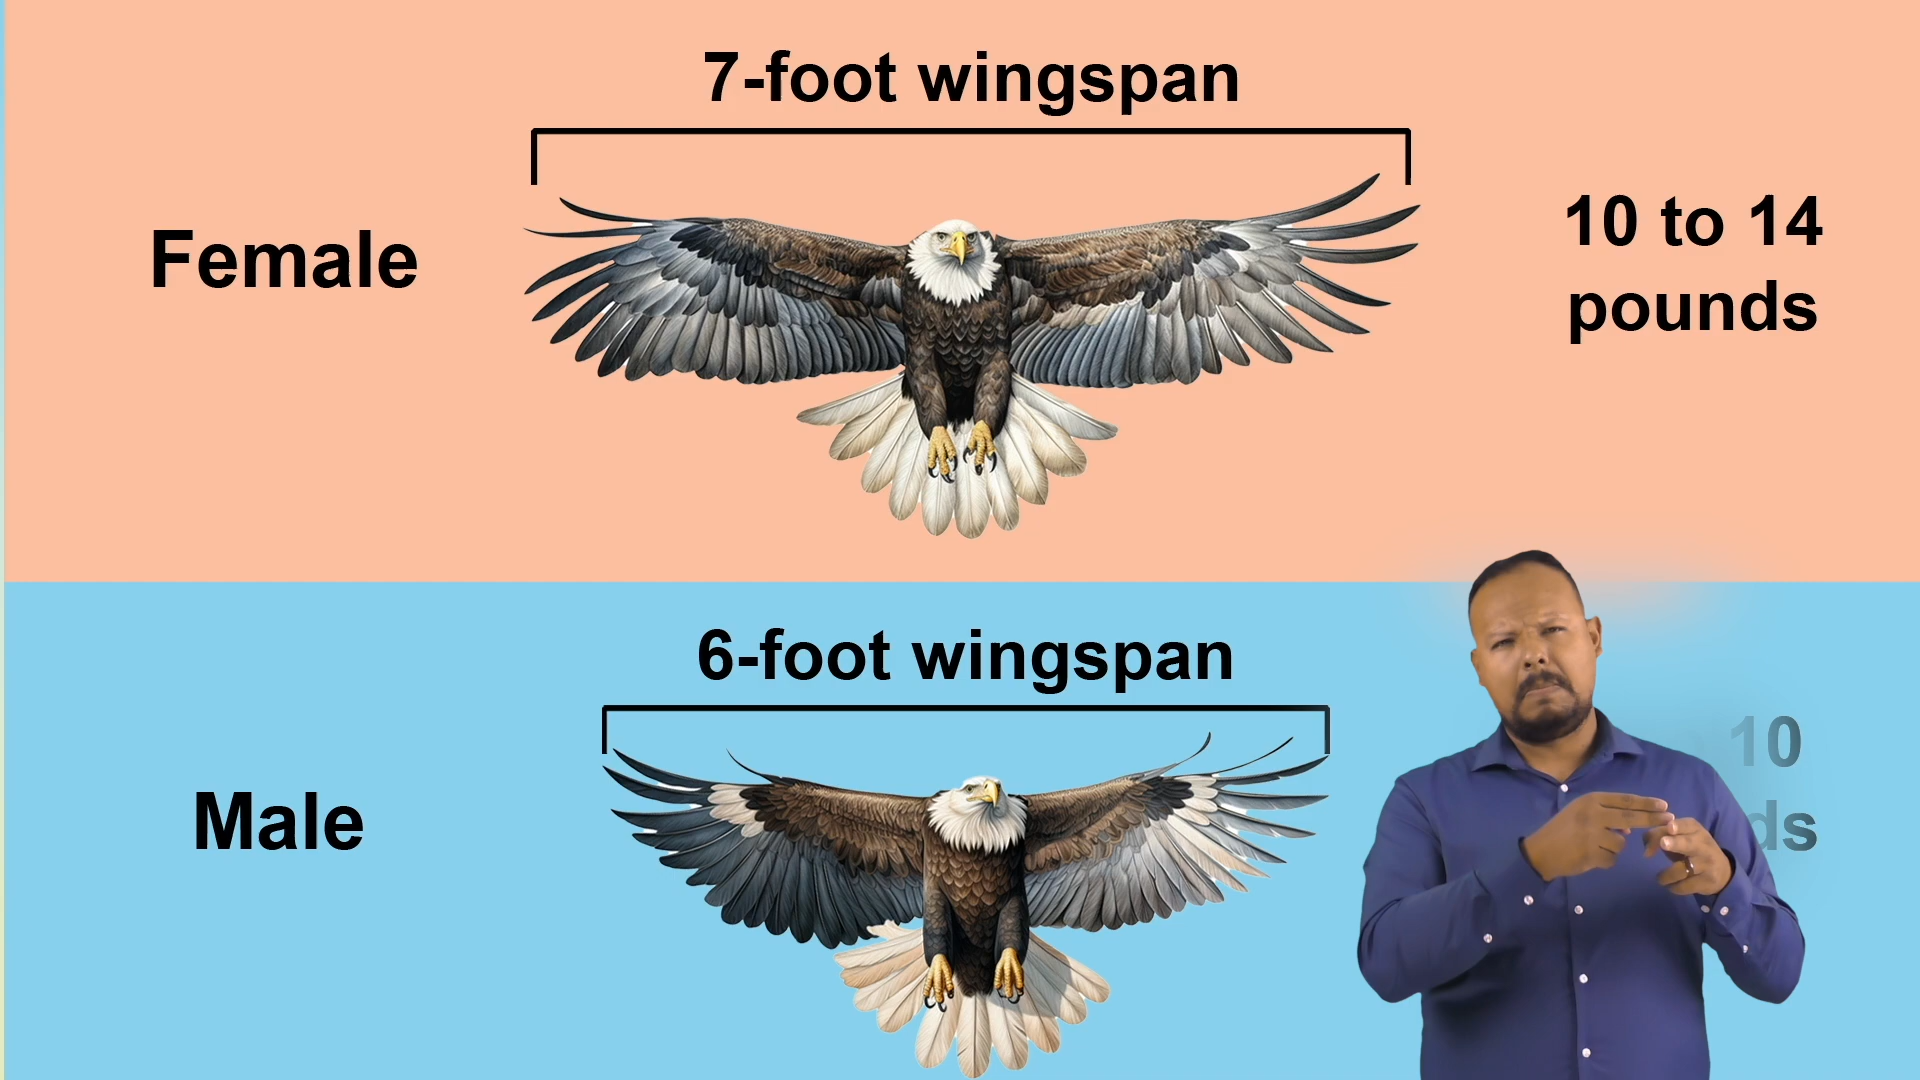 7-foot wingspan
Female
10 to 14
pounds
6-foot wingspan
10
Male